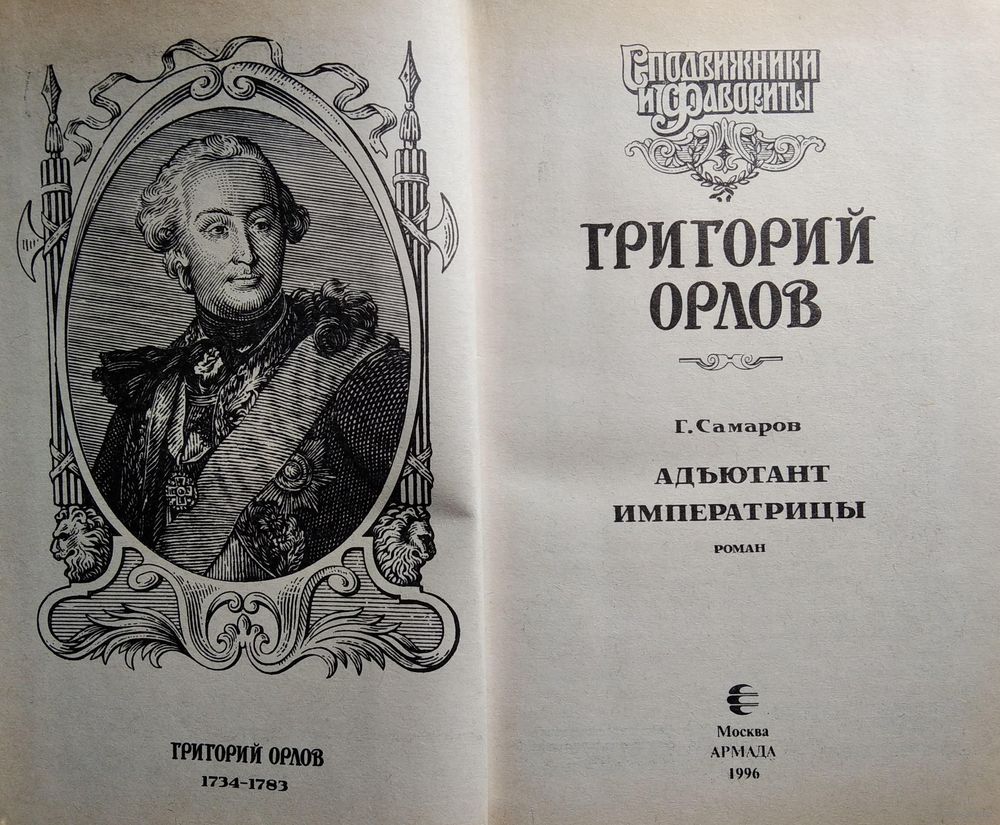 ГРИГОРИЙ ОРЛОВ
1734-1783
Сподвижники
и фавориты
ГРИГОРИЙ
ОРЛОВ
Г. Самаров
АДЪЮТАНТ
ИМПЕРАТРИЦЫ
РОМАН
Москва
АРМАДА
1996